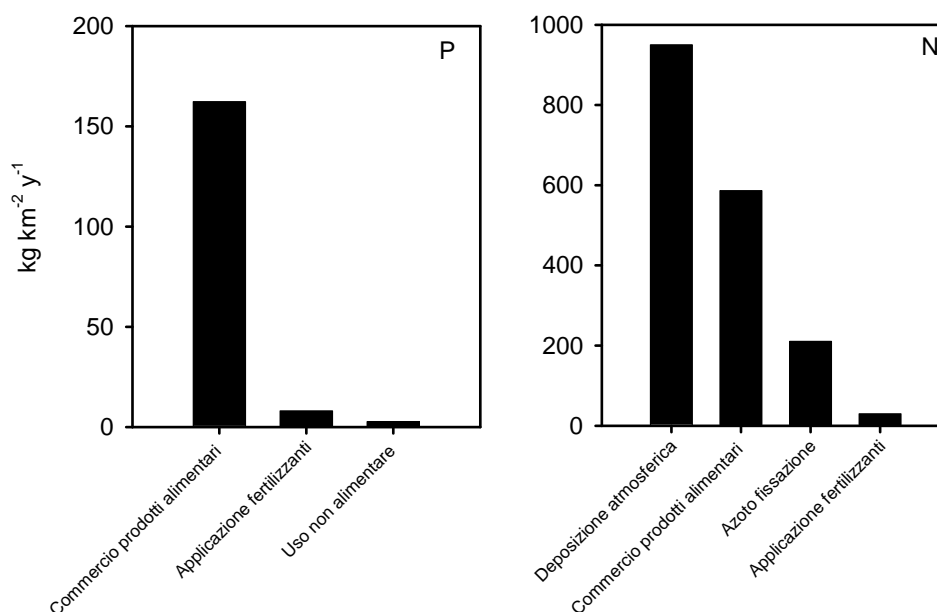 P
kg km-2 y-1
200
150
100
50
0
Commercio prodotti alimentari
Applicazione fertilizzanti
Uso non alimentare
N
1000
800
600
400
200
0
Deposizione atmosferica
Commercio prodotti alimentari
Azoto fissazione
Applicazione fertilizzanti